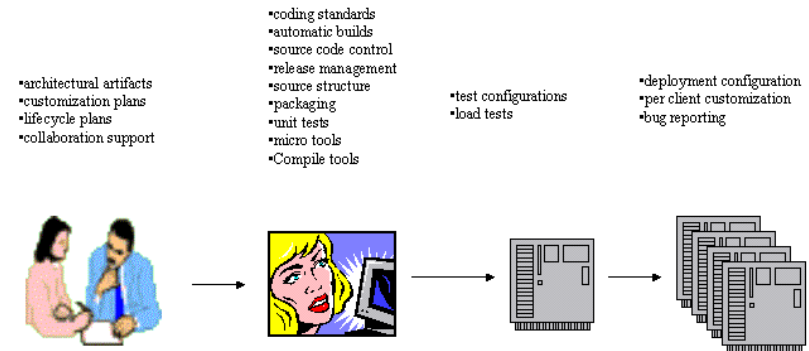 ▪architectural artifacts
▪customization plans
▪lifecycle plans
▪collaboration support
▪coding standards
▪automatic builds
▪source code control
▪release management
▪source structure
▪packaging
▪unit tests
▪micro tools
▪Compile tools
▪test configurations
▪load tests
▪deployment configuration
▪per client customization
▪bug reporting